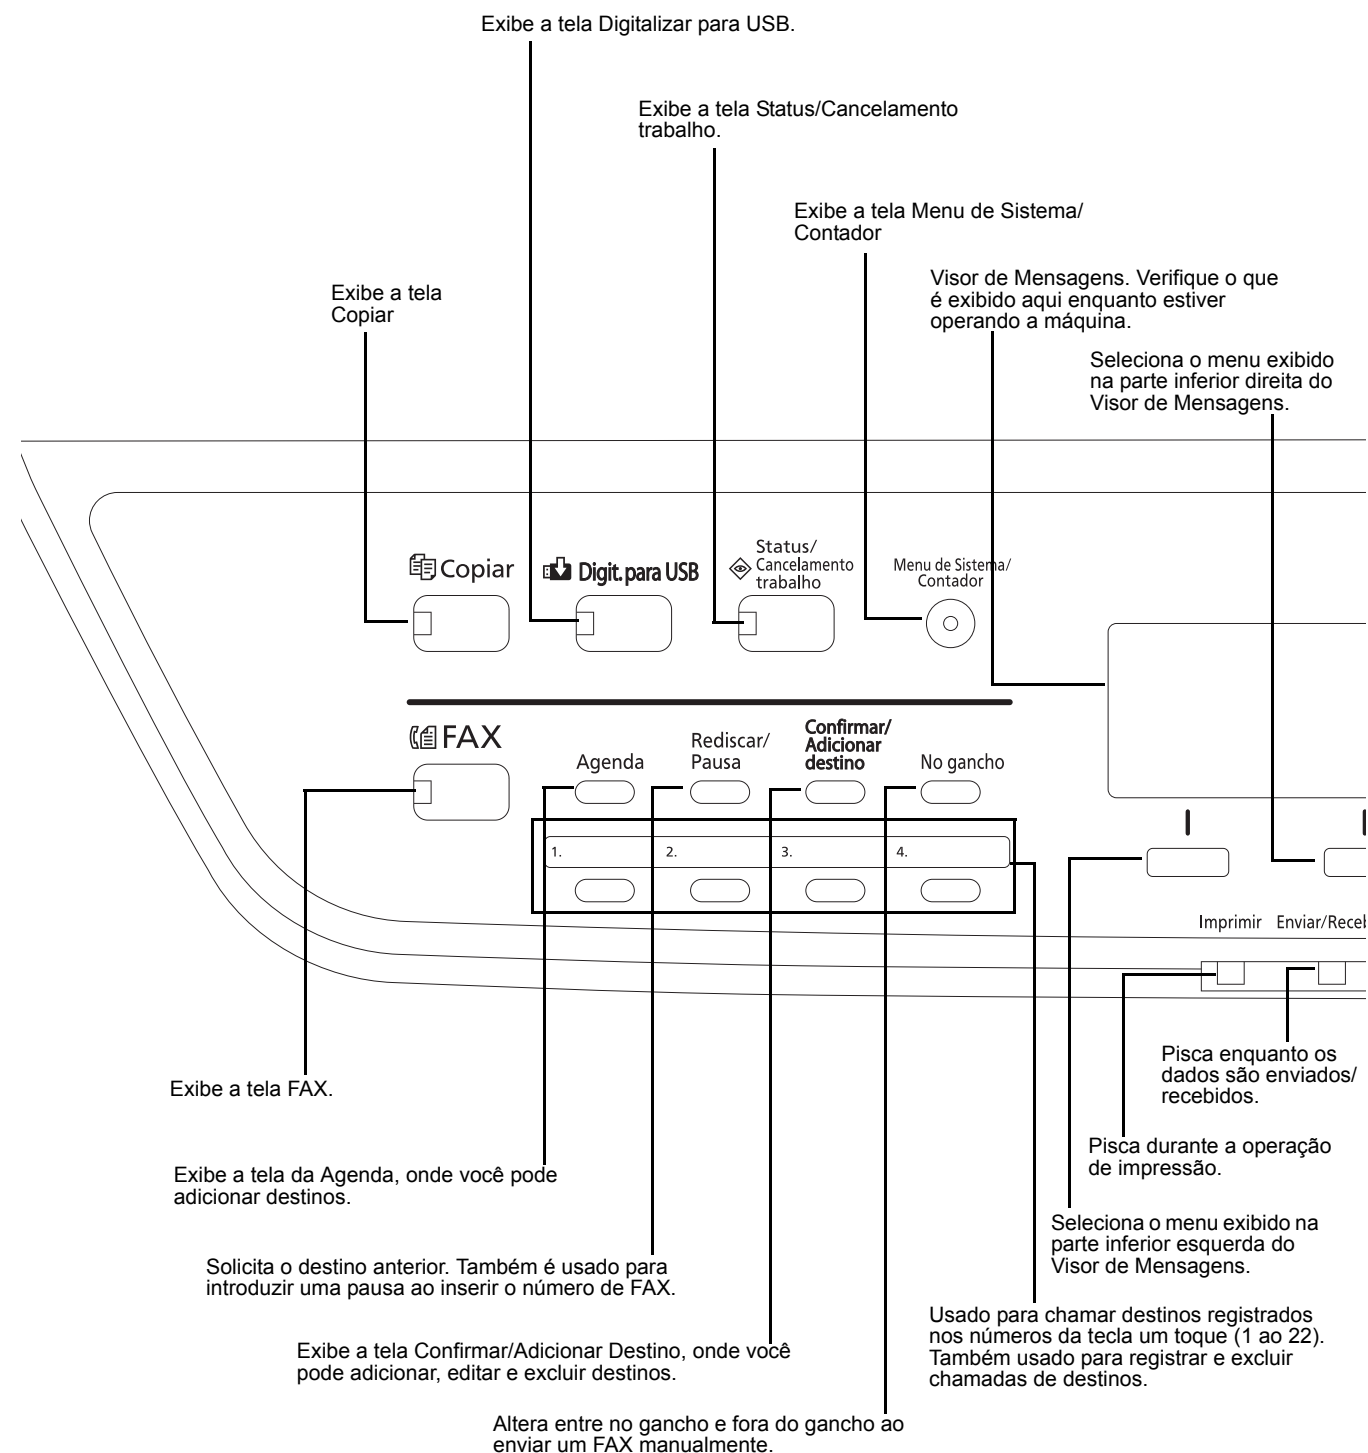 Exibe a tela Digitalizar para USB.
Exibe a tela Status/Cancelamento
trabalho.
Exibe a tela Menu de Sistema/
Contador
Visor de Mensagens. Verifique o que
é exibido aqui enquanto estiver
operando a máquina.
Exibe a tela
Copiar
Seleciona o menu exibido
na parte inferior direita do
Visor de Mensagens.
Copiar
Digit. para USB
Status/
Cancelamento
trabalho
Menu de Sistema/
Contador
FAX
Agenda
Rediscar/
Pausa
Confirmar/
Adicionar
destino
No gancho
1.
2.
3.
4.
Imprimir
Enviar/Receb
Pisca enquanto os
dados são enviados/
recebidos.
Exibe a tela FAX.
Pisca durante a operação
de impressão.
Exibe a tela da Agenda, onde você pode
adicionar destinos.
Seleciona o menu exibido na
parte inferior esquerda do
Visor de Mensagens.
Solicita o destino anterior. Também é usado para
introduzir uma pausa ao inserir o número de FAX.
Usado para chamar destinos registrados
nos números da tecla um toque (1 ao 22).
Também usado para registrar e excluir
chamadas de destinos.
Exibe a tela Confirmar/Adicionar Destino, onde você
pode adicionar, editar e excluir destinos.
Altera entre no gancho e fora do gancho ao
enviar um FAX manualmente.